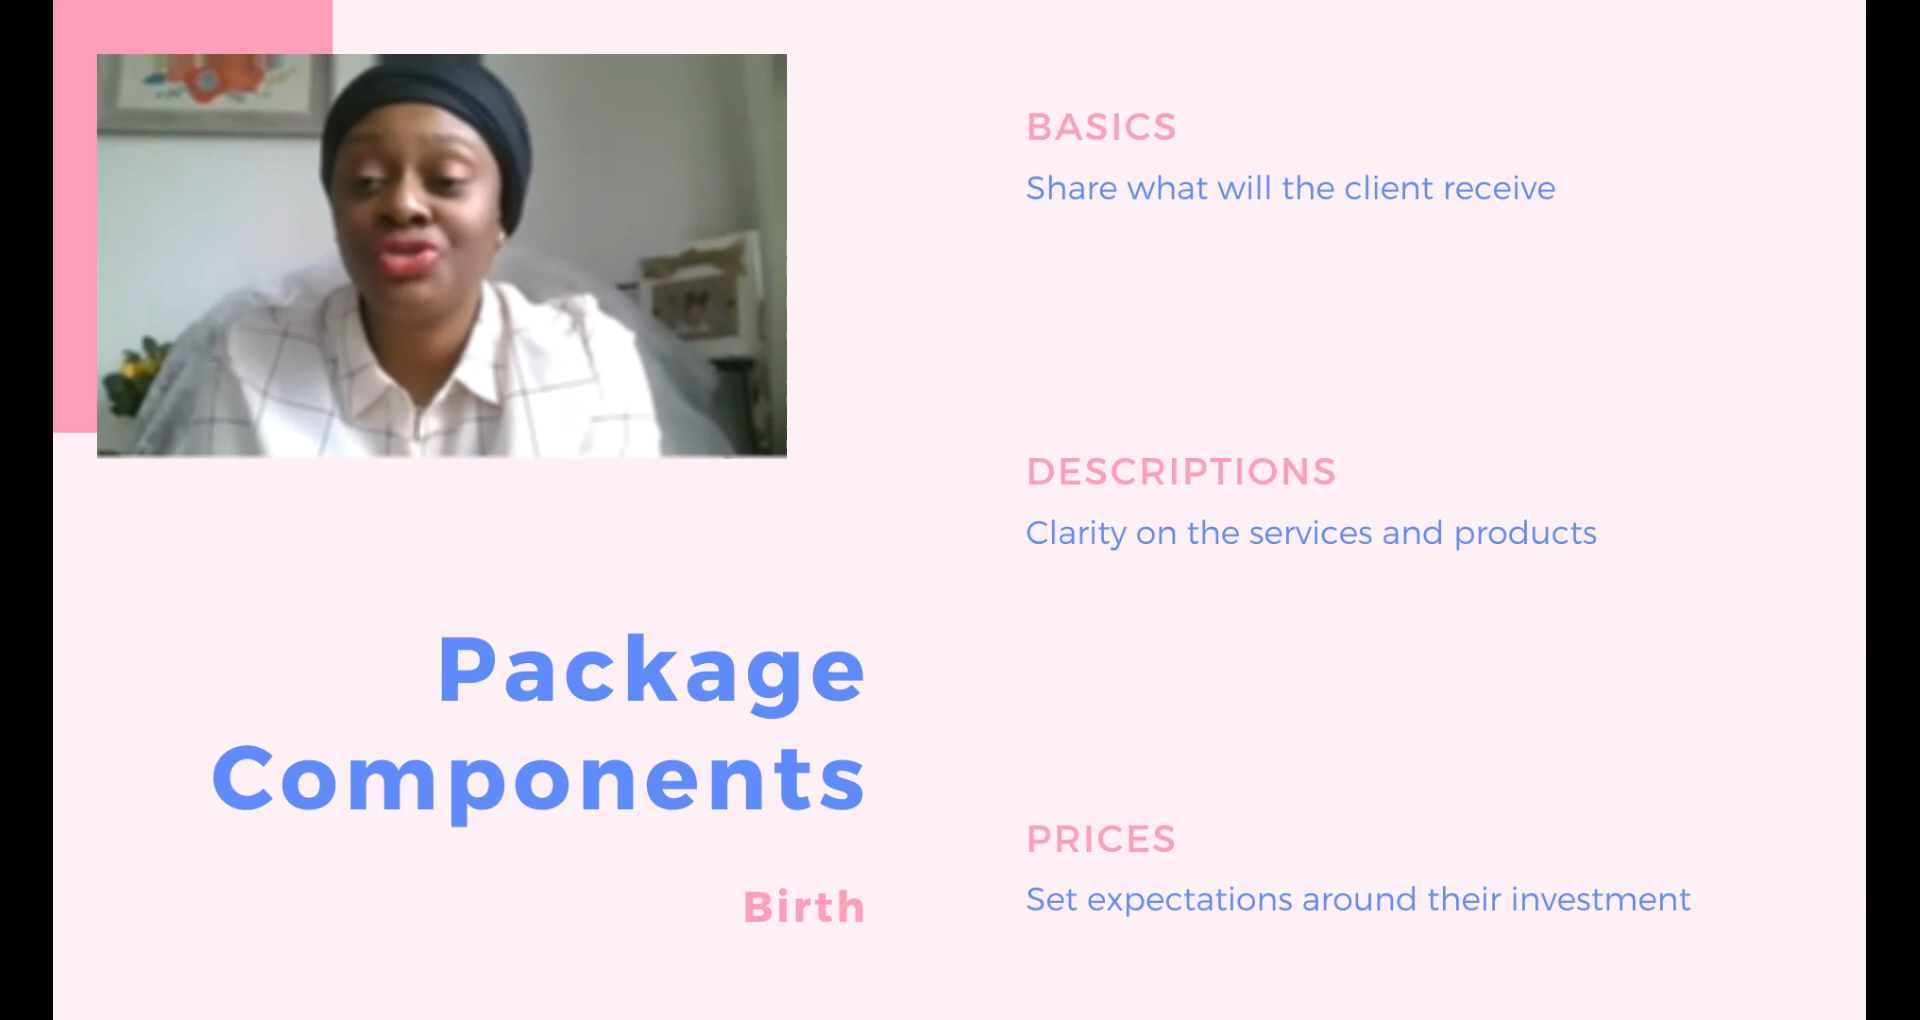 Package
Components
Birth
BASICS
Share what will the client receive
DESCRIPTIONS
Clarity on the services and products
PRICES
Set expectations around their investment